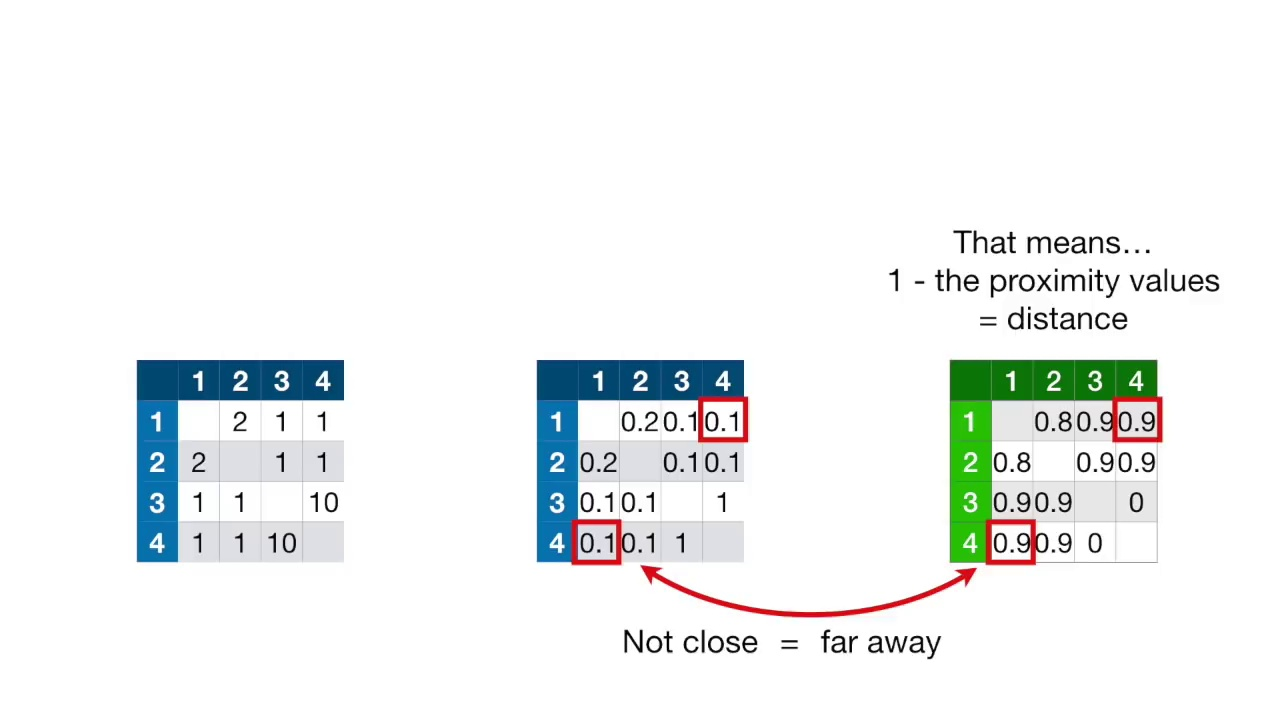 That means…
1 - the proximity values
= distance
1 2 3 4
1 2 1 1
2 2 1 1
3 1 1 10
4 1 1 10
1 2 3 4
1 0.2 0.1 0.1
2 0.2 0.1 0.1
3 0.1 0.1 1
4 0.1 0.1 1
1 2 3 4
1 0.8 0.9 0.9
2 0.8 0.9 0.9
3 0.9 0.9 0
4 0.9 0.9 0
Not close = far away